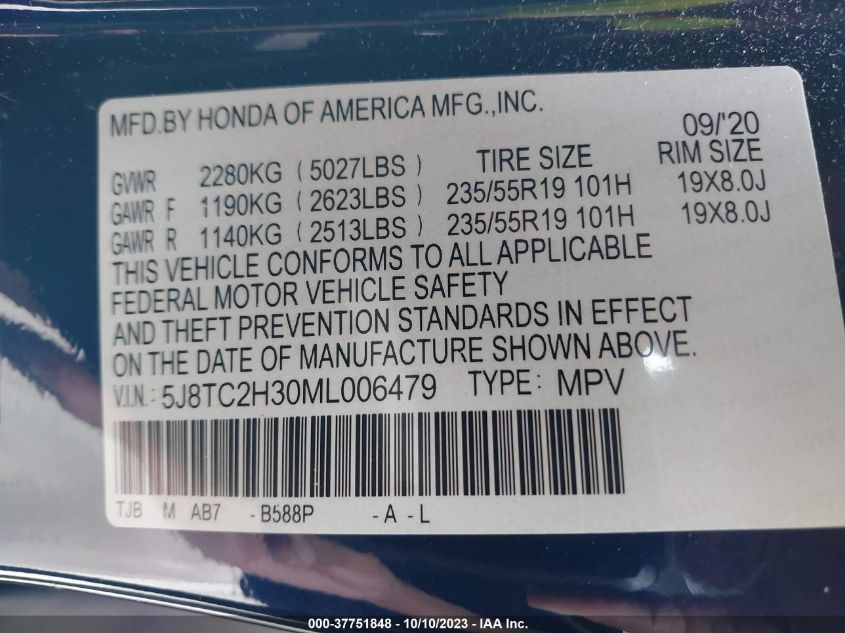 MFD.BY HONDA OF AMERICA MFG.,INC.
09/'20
GVWR 2280KG (5027LBS) TIRE SIZE RIM SIZE
GAWR F 1190KG (2623LBS) 235/55R19 101H 19X8.0J
GAWR R 1140KG (2513LBS) 235/55R19 101H 19X8.0J
THIS VEHICLE CONFORMS TO ALL APPLICABLE
FEDERAL MOTOR VEHICLE SAFETY
AND THEFT PREVENTION STANDARDS IN EFFECT
ON THE DATE OF MANUFACTURE SHOWN ABOVE.
V.I.N.: 5J8TC2H30ML006479 TYPE: MPV
TJB M AB7 -B588P -A -L
000-37751848 - 10/10/2023 - IAA Inc.